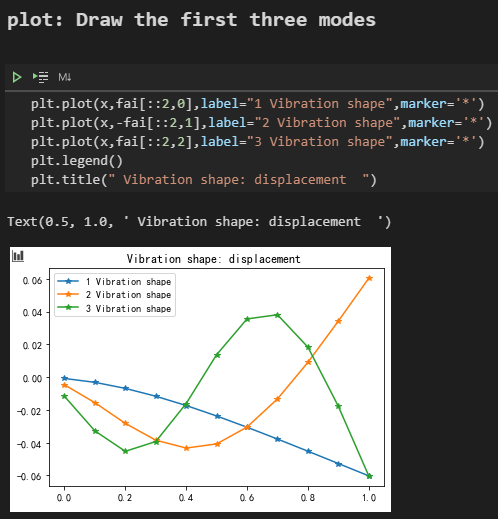 plot: Draw the first three modes
M↓
plt.plot(x,fai[::2,0],label="1 Vibration shape",marker='*')
plt.plot(x,-fai[::2,1],label="2 Vibration shape",marker='*')
plt.plot(x,fai[::2,2],label="3 Vibration shape",marker='*')
plt.legend()
plt.title(" Vibration shape: displacement  ")
Text(0.5, 1.0, ' Vibration shape: displacement  ')
Vibration shape: displacement
1 Vibration shape
2 Vibration shape
3 Vibration shape
0.06
0.04
0.02
0.00
-0.02
-0.04
-0.06
0.0 0.2 0.4 0.6 0.8 1.0